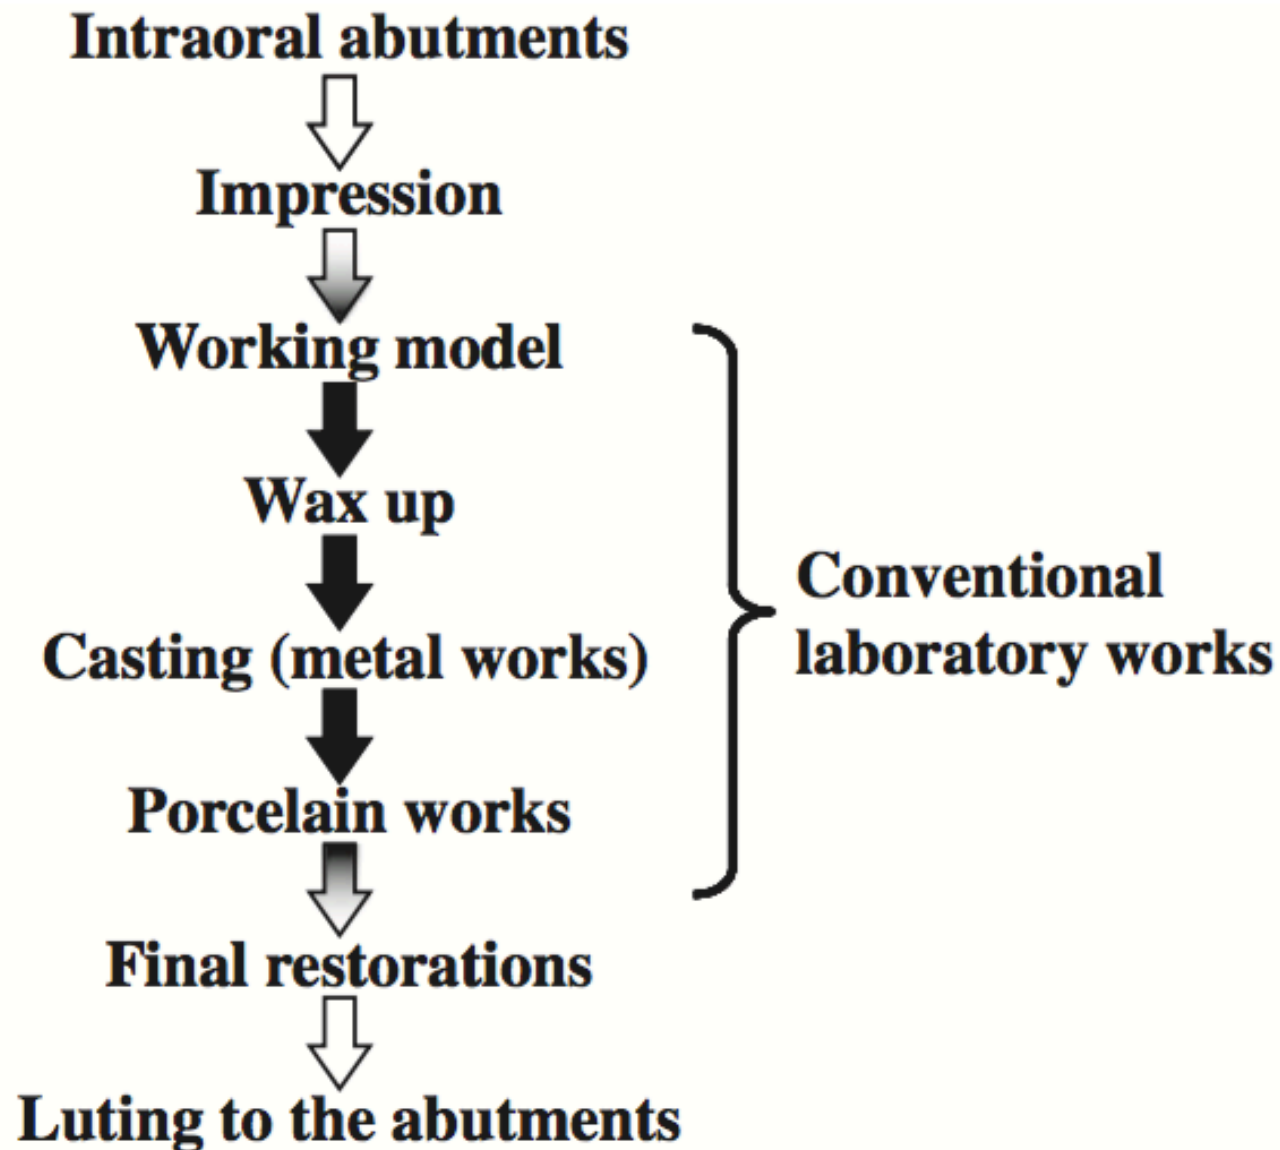 Intraoral abutments
Impression
Working model
Wax up
Casting (metal works)
Porcelain works
Final restorations
Luting to the abutments
Conventional
laboratory works